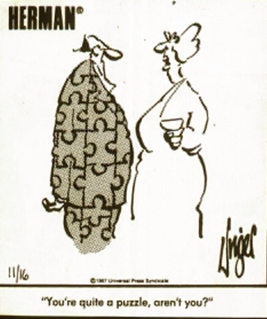 HERMAN®
Unger
11/16
©1987 Universal Press Syndicate
"You're quite a puzzle, aren't you?"